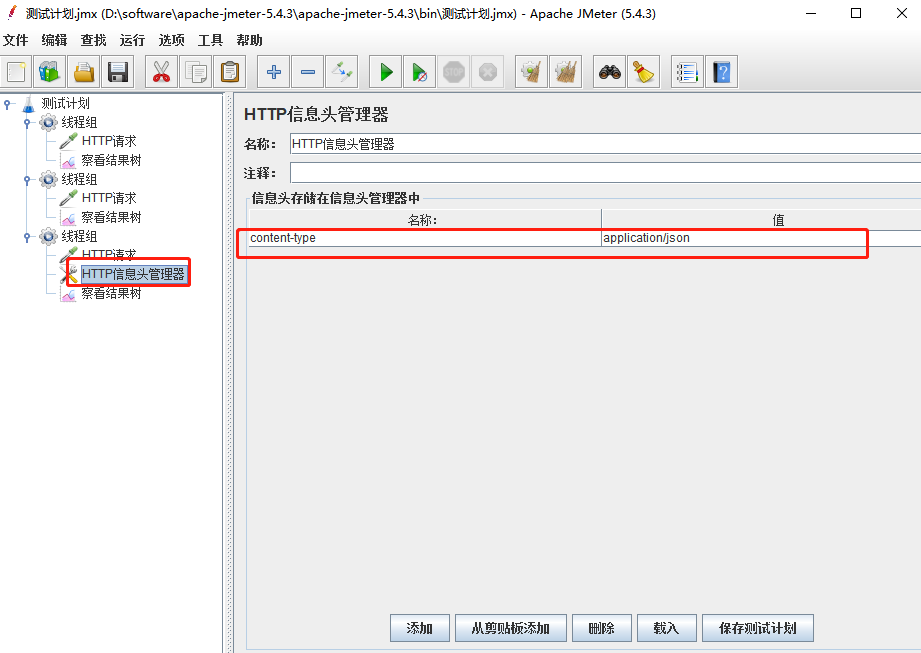 测试计划.jmx (D:\software\apache-jmeter-5.4.3\apache-jmeter-5.4.3\bin\测试计划.jmx) - Apache JMeter (5.4.3)
文件 编辑 查找 运行 选项 工具 帮助
STOP
测试计划
线程组
HTTP请求
察看结果树
线程组
HTTP请求
察看结果树
线程组
HTTP请求
HTTP信息头管理器
察看结果树
HTTP信息头管理器
名称: HTTP信息头管理器
注释:
信息头存储在信息头管理器中
名称: 值
content-type application/json
添加 从剪贴板添加 删除 载入 保存测试计划